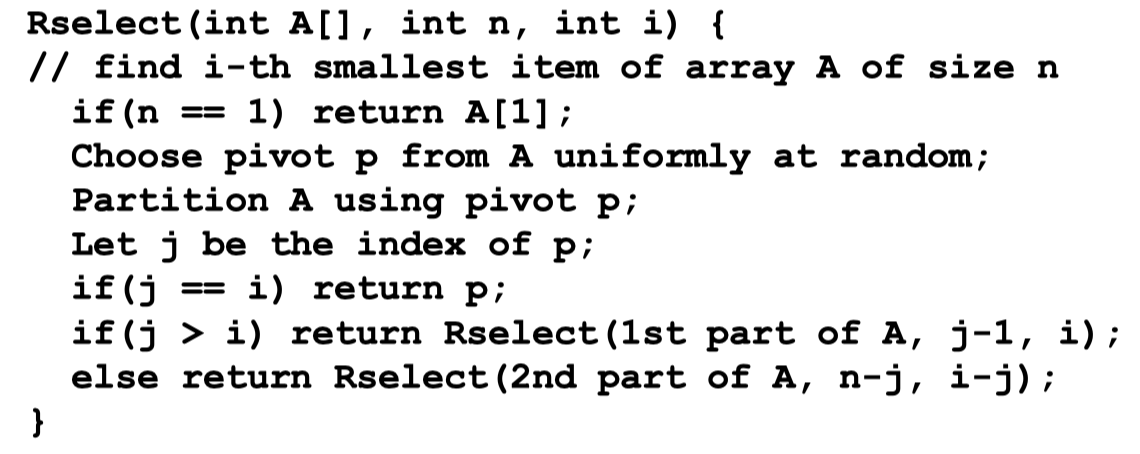 Rselect(int A[], int n, int i) {
// find i-th smallest item of array A of size n
if(n == 1) return A[1];
Choose pivot p from A uniformly at random;
Partition A using pivot p;
Let j be the index of p;
if(j == i) return p;
if(j > i) return Rselect(1st part of A, j-1, i);
else return Rselect(2nd part of A, n-j, i-j);
}